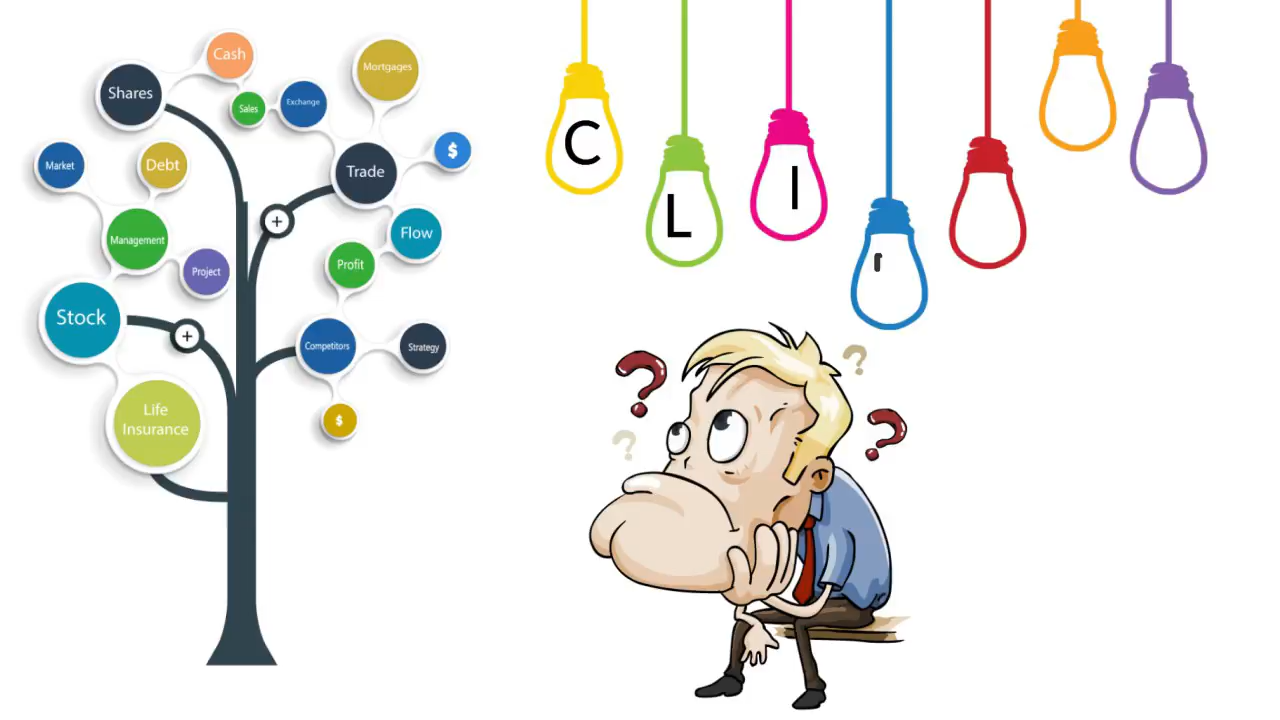 Cash
Mortgages
Shares
Sales
Exchange
$
Market
Debt
Trade
+
Flow
Management
Profit
Project
Stock
+
Competitors
Strategy
Life
Insurance
$
C
L
I
?
?
?
?